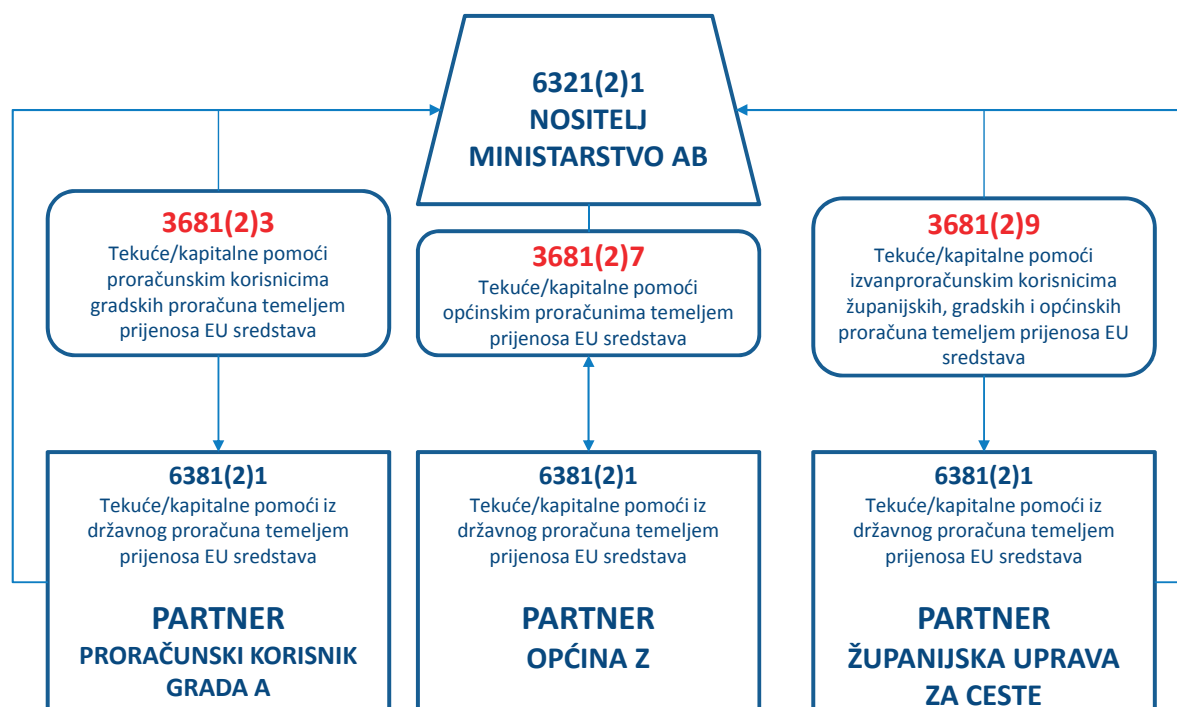 6321(2)1
NOSITELJ
MINISTARSTVO AB
3681(2)3
Tekuće/kapitalne pomoći
proračunskim korisnicima
gradskih proračuna temeljem
prijenosa EU sredstava
3681(2)7
Tekuće/kapitalne pomoći
općinskim proračunima temeljem
prijenosa EU sredstava
3681(2)9
Tekuće/kapitalne pomoći
izvanproračunskim korisnicima
županijskih, gradskih i općinskih
proračuna temeljem prijenosa EU
sredstava
6381(2)1
Tekuće/kapitalne pomoći iz
državnog proračuna temeljem
prijenosa EU sredstava
PARTNER
PRORAČUNSKI KORISNIK
GRADA A
6381(2)1
Tekuće/kapitalne pomoći iz
državnog proračuna temeljem
prijenosa EU sredstava
PARTNER
OPĆINA Z
6381(2)1
Tekuće/kapitalne pomoći iz
državnog proračuna temeljem
prijenosa EU sredstava
PARTNER
ŽUPANIJSKA UPRAVA
ZA CESTE